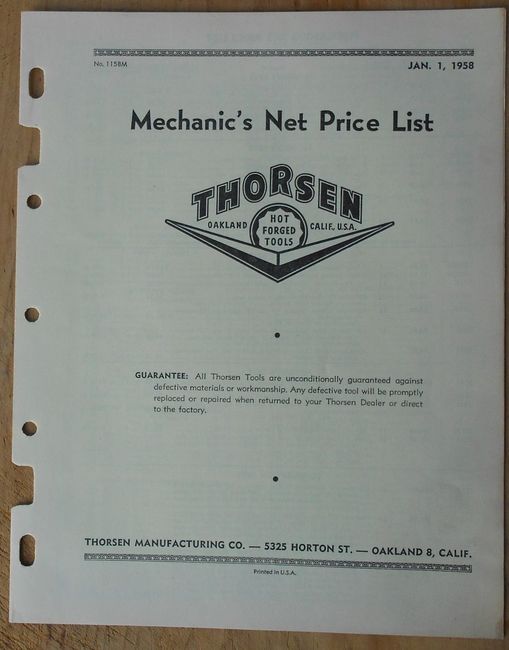 No. 1158M
JAN. 1, 1958
Mechanic's Net Price List
THORSEN
OAKLAND
HOT
FORGED
TOOLS
CALIF., U.S.A.
GUARANTEE: All Thorsen Tools are unconditionally guaranteed against
defective materials or workmanship. Any defective tool will be promptly
replaced or repaired when returned to your Thorsen Dealer or direct
to the factory.
THORSEN MANUFACTURING CO. — 5325 HORTON ST. — OAKLAND 8, CALIF.
Printed in U.S.A.